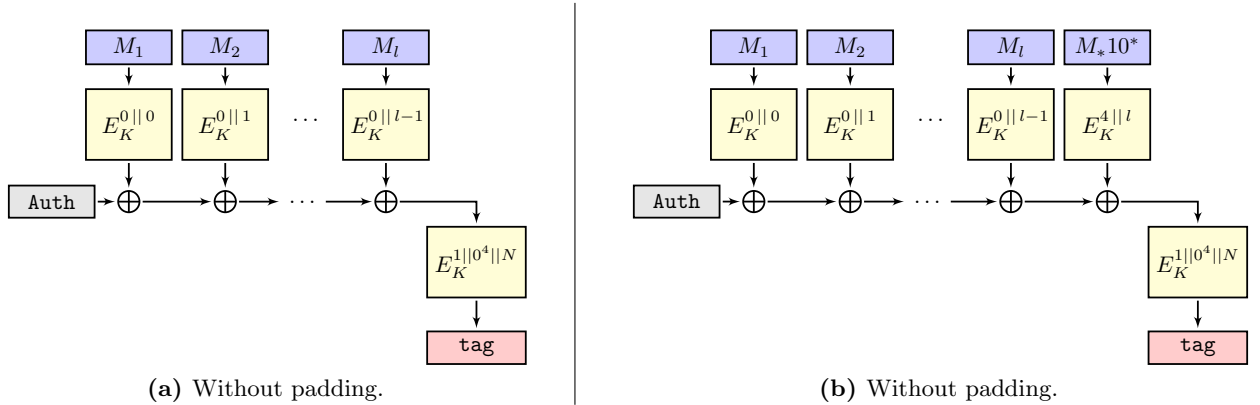 M_1 M_2 M_l
E_K^{0 || 0} E_K^{0 || 1} ... E_K^{0 || l-1}
Auth ⊕ ⊕ ... ⊕
E_K^{1||0^4||N}
tag
(a) Without padding.
M_1 M_2 M_l M_*10^*
E_K^{0 || 0} E_K^{0 || 1} ... E_K^{0 || l-1} E_K^{4 || l}
Auth ⊕ ⊕ ... ⊕ ⊕
E_K^{1||0^4||N}
tag
(b) Without padding.